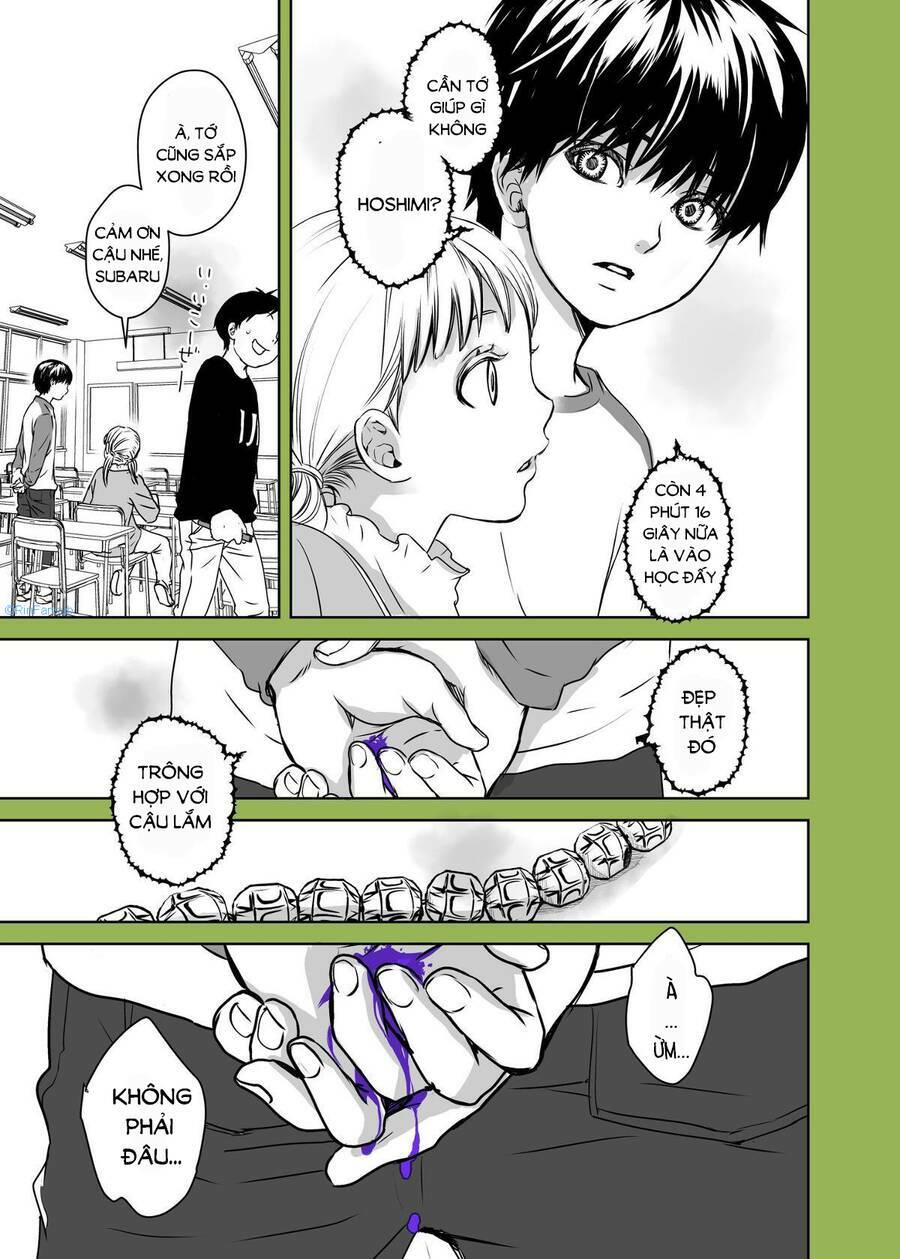 CẦN TỚ
GIÚP GÌ
KHÔNG
HOSHIMI?
CÒN 4
PHÚT 16
GIÂY NỮA
LÀ VÀO
HỌC ĐẤY
À, TỚ
CŨNG SẮP
XONG RỒI
CẢM ƠN
CẬU NHÉ,
SUBARU
ĐẸP
THẬT
ĐÓ
TRÔNG
HỢP VỚI
CẬU LẮM
À
...
ỪM...
KHÔNG
PHẢI
ĐÂU...